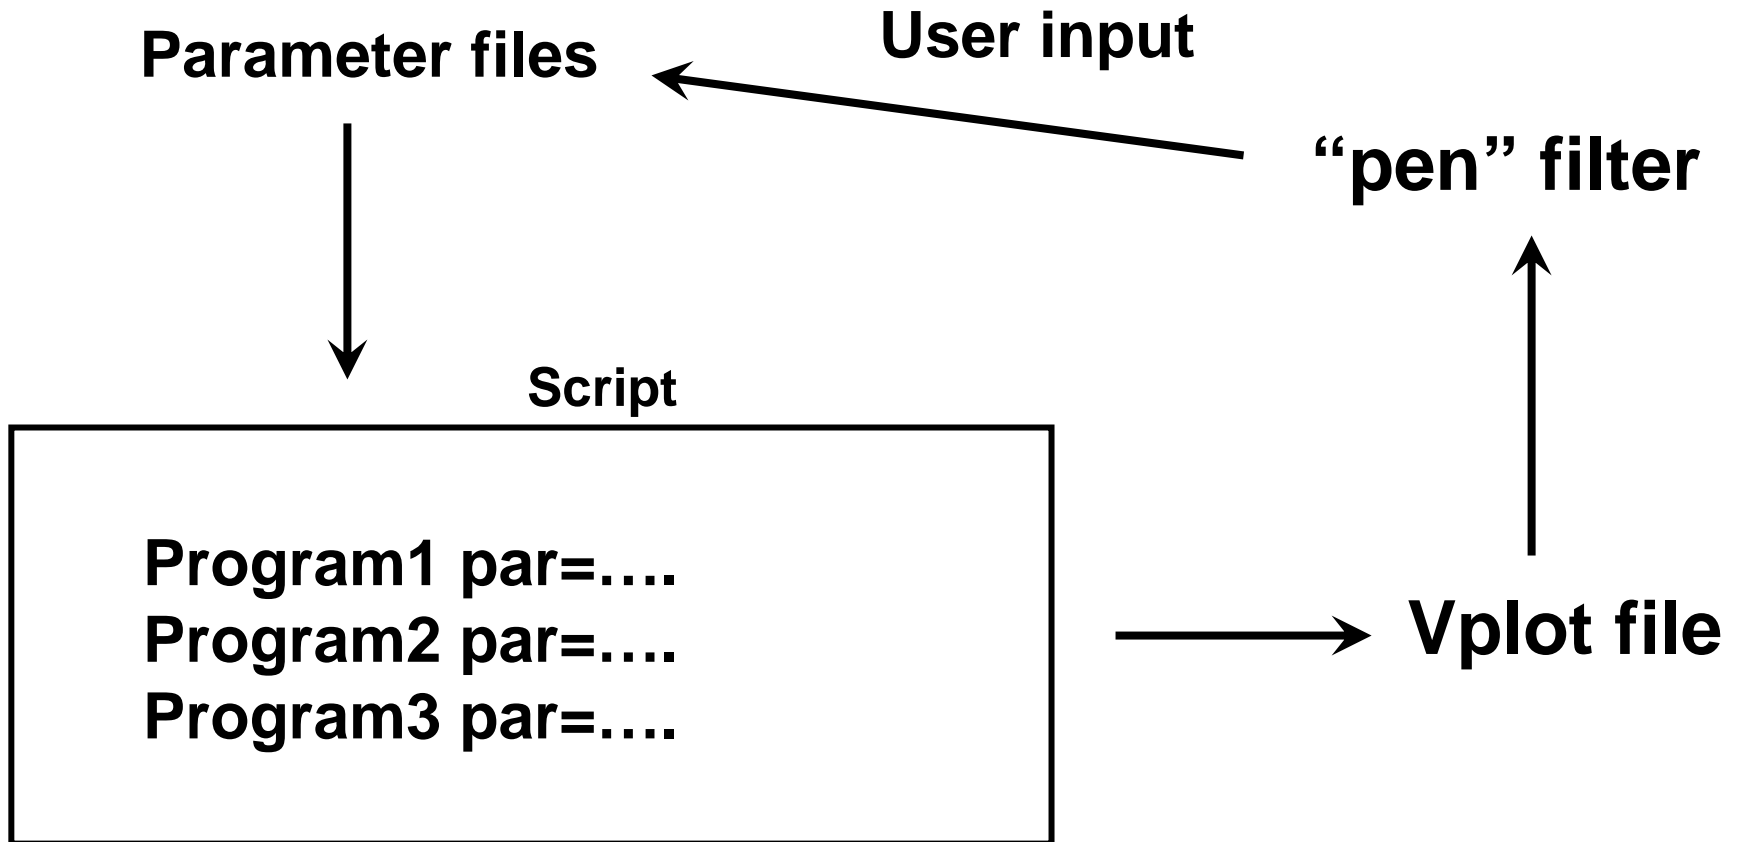 User input
Parameter files
“pen” filter
Script
Program1 par=….
Program2 par=….
Program3 par=….
Vplot file